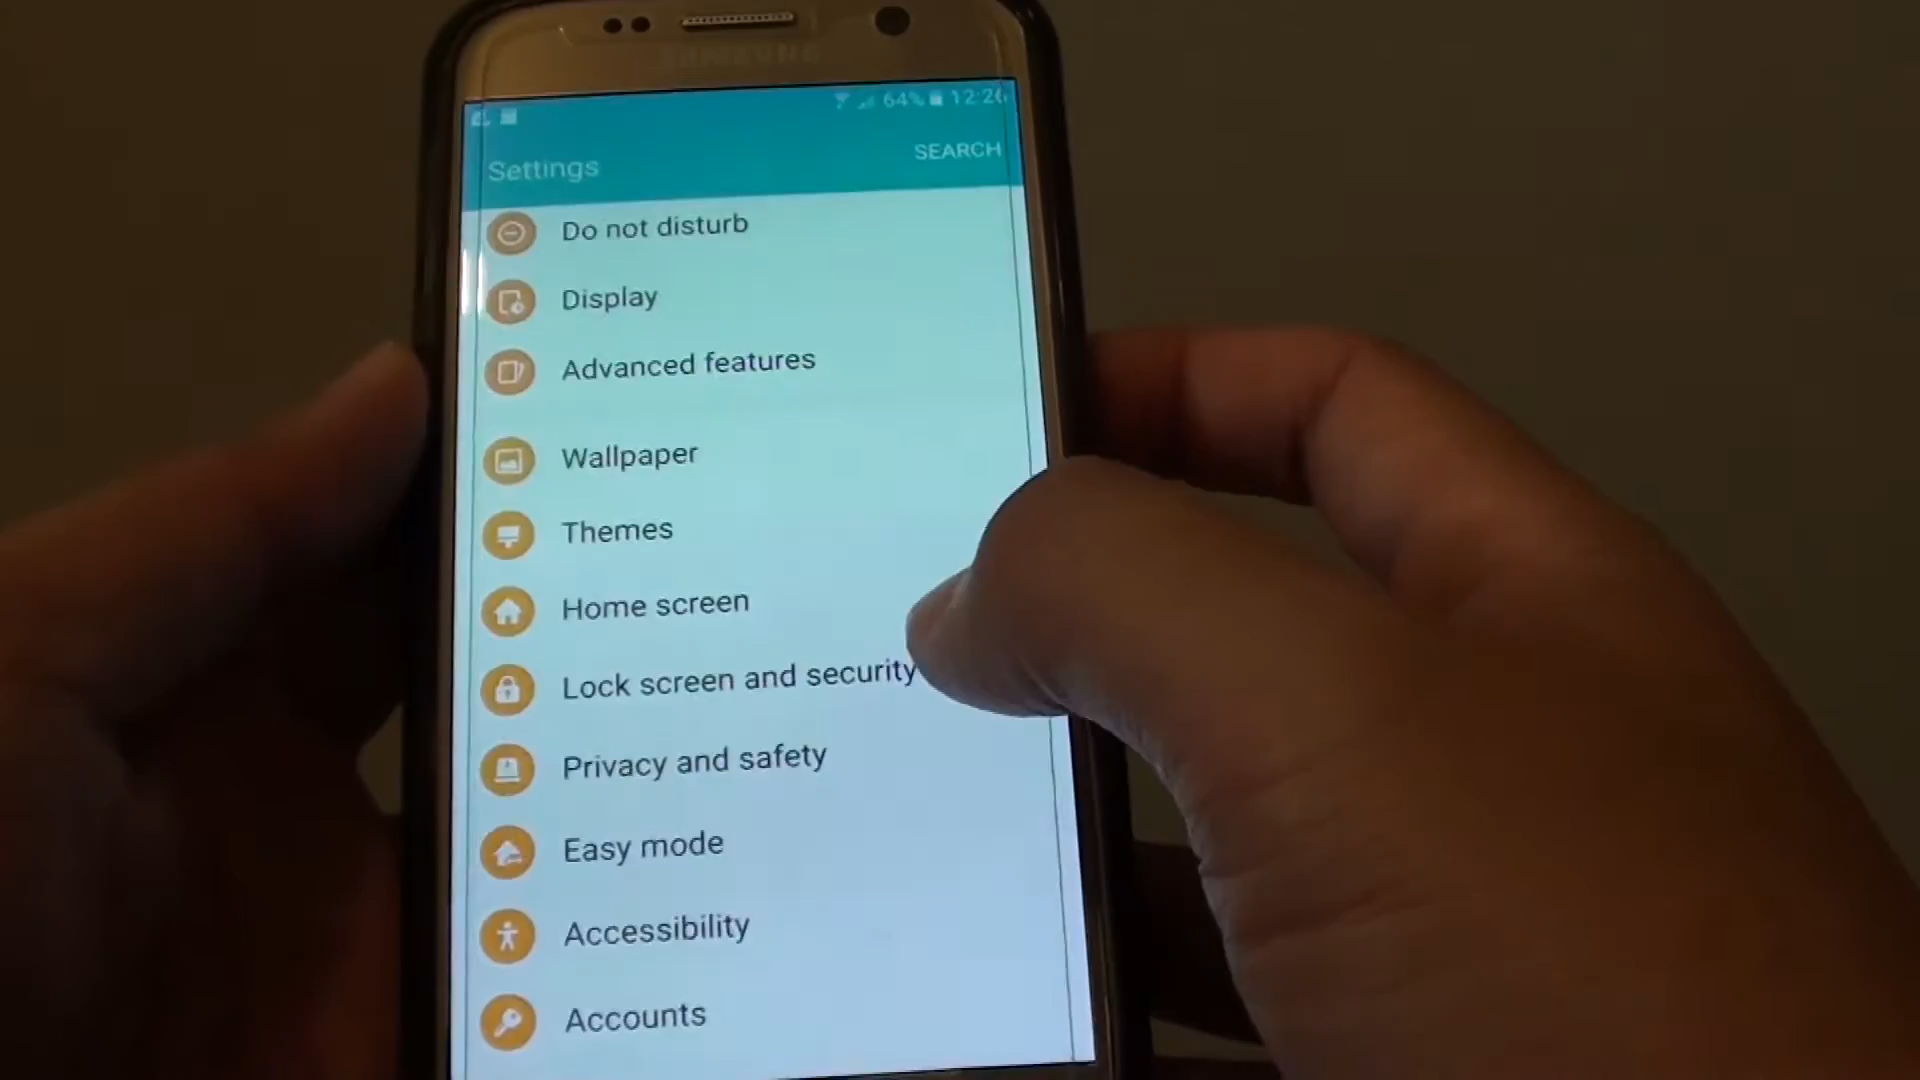 SAMSUNG
64% 12:26
Settings
SEARCH
Do not disturb
Display
Advanced features
Wallpaper
Themes
Home screen
Lock screen and security
Privacy and safety
Easy mode
Accessibility
Accounts